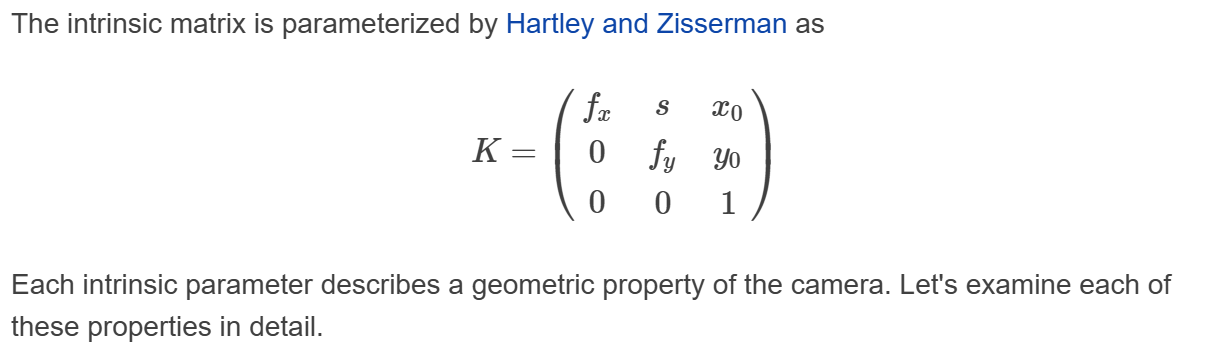 The intrinsic matrix is parameterized by Hartley and Zisserman as
K = ( f_x s x_0
0 f_y y_0
0 0 1 )
Each intrinsic parameter describes a geometric property of the camera. Let's examine each of
these properties in detail.